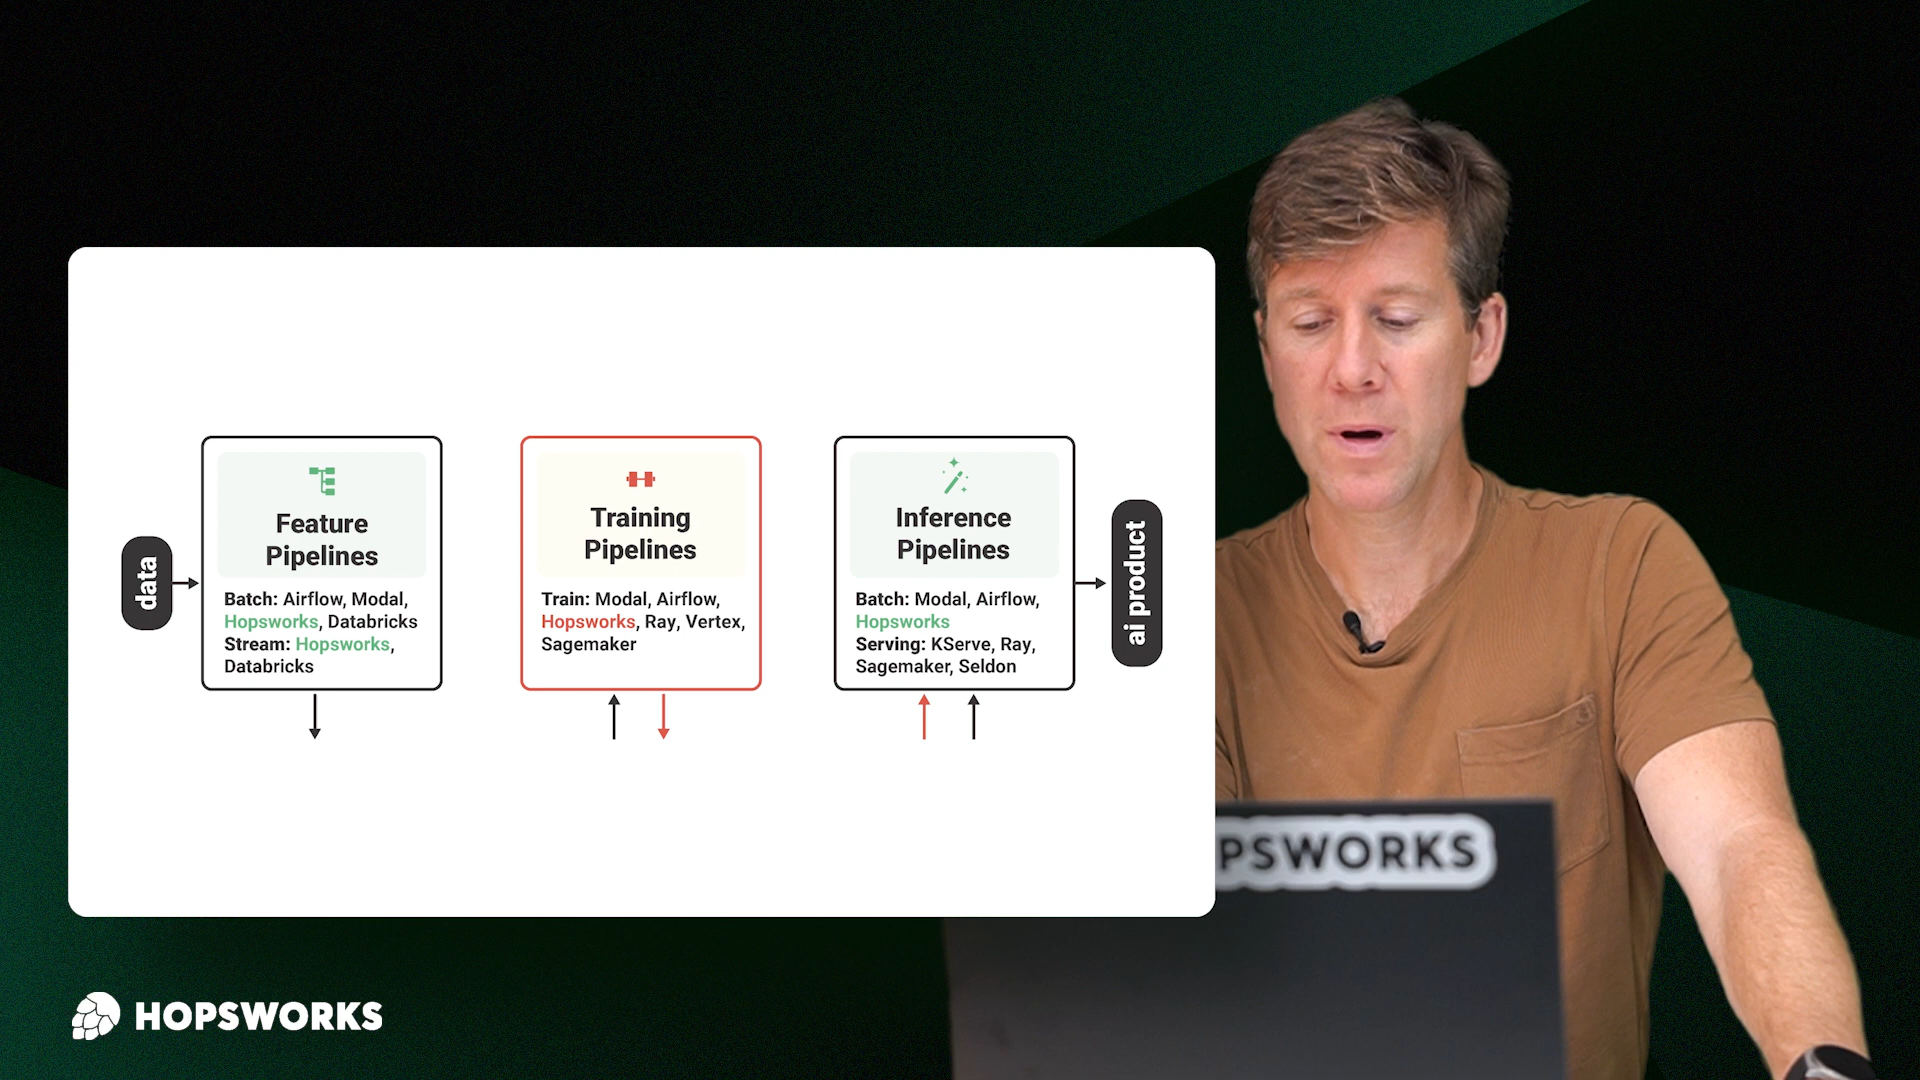 data
Feature
Pipelines
Batch: Airflow, Modal,
Hopsworks, Databricks
Stream: Hopsworks,
Databricks
Training
Pipelines
Train: Modal, Airflow,
Hopsworks, Ray, Vertex,
Sagemaker
Inference
Pipelines
Batch: Modal, Airflow,
Hopsworks
Serving: KServe, Ray,
Sagemaker, Seldon
ai product
PSWORKS
HOPSWORKS